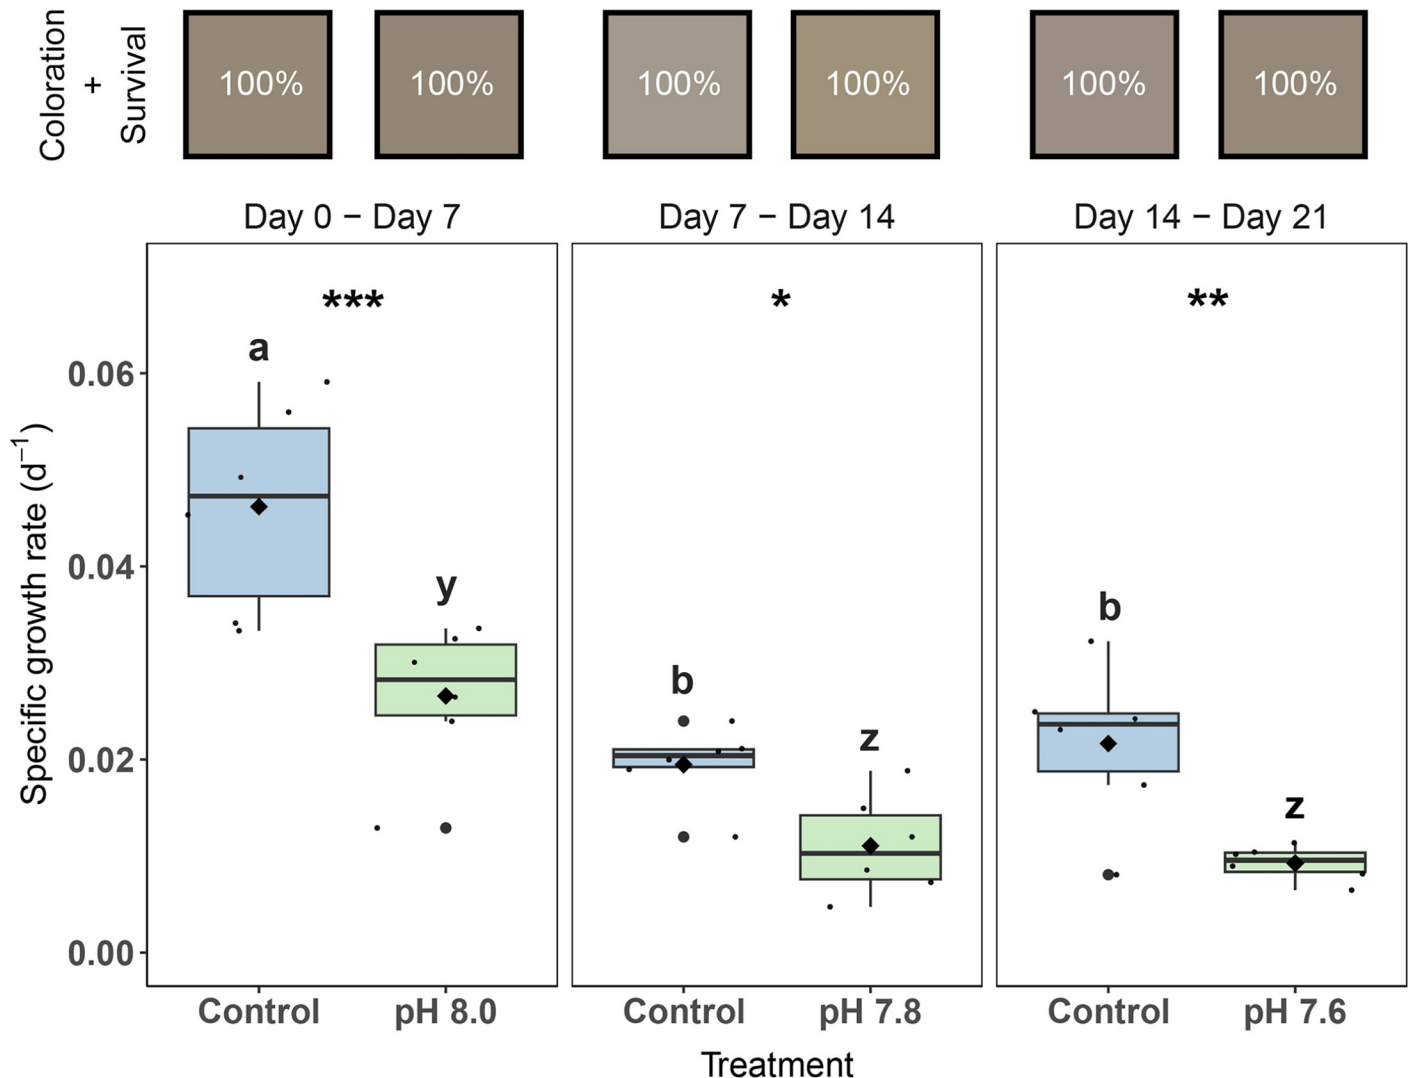 Coloration
+
Survival
100% 100% 100% 100% 100% 100%
Day 0 − Day 7 Day 7 − Day 14 Day 14 − Day 21
*** * **
a
y
b
z
b
z
Specific growth rate (d⁻¹)
0.06
0.04
0.02
0.00
Control pH 8.0 Control pH 7.8 Control pH 7.6
Treatment